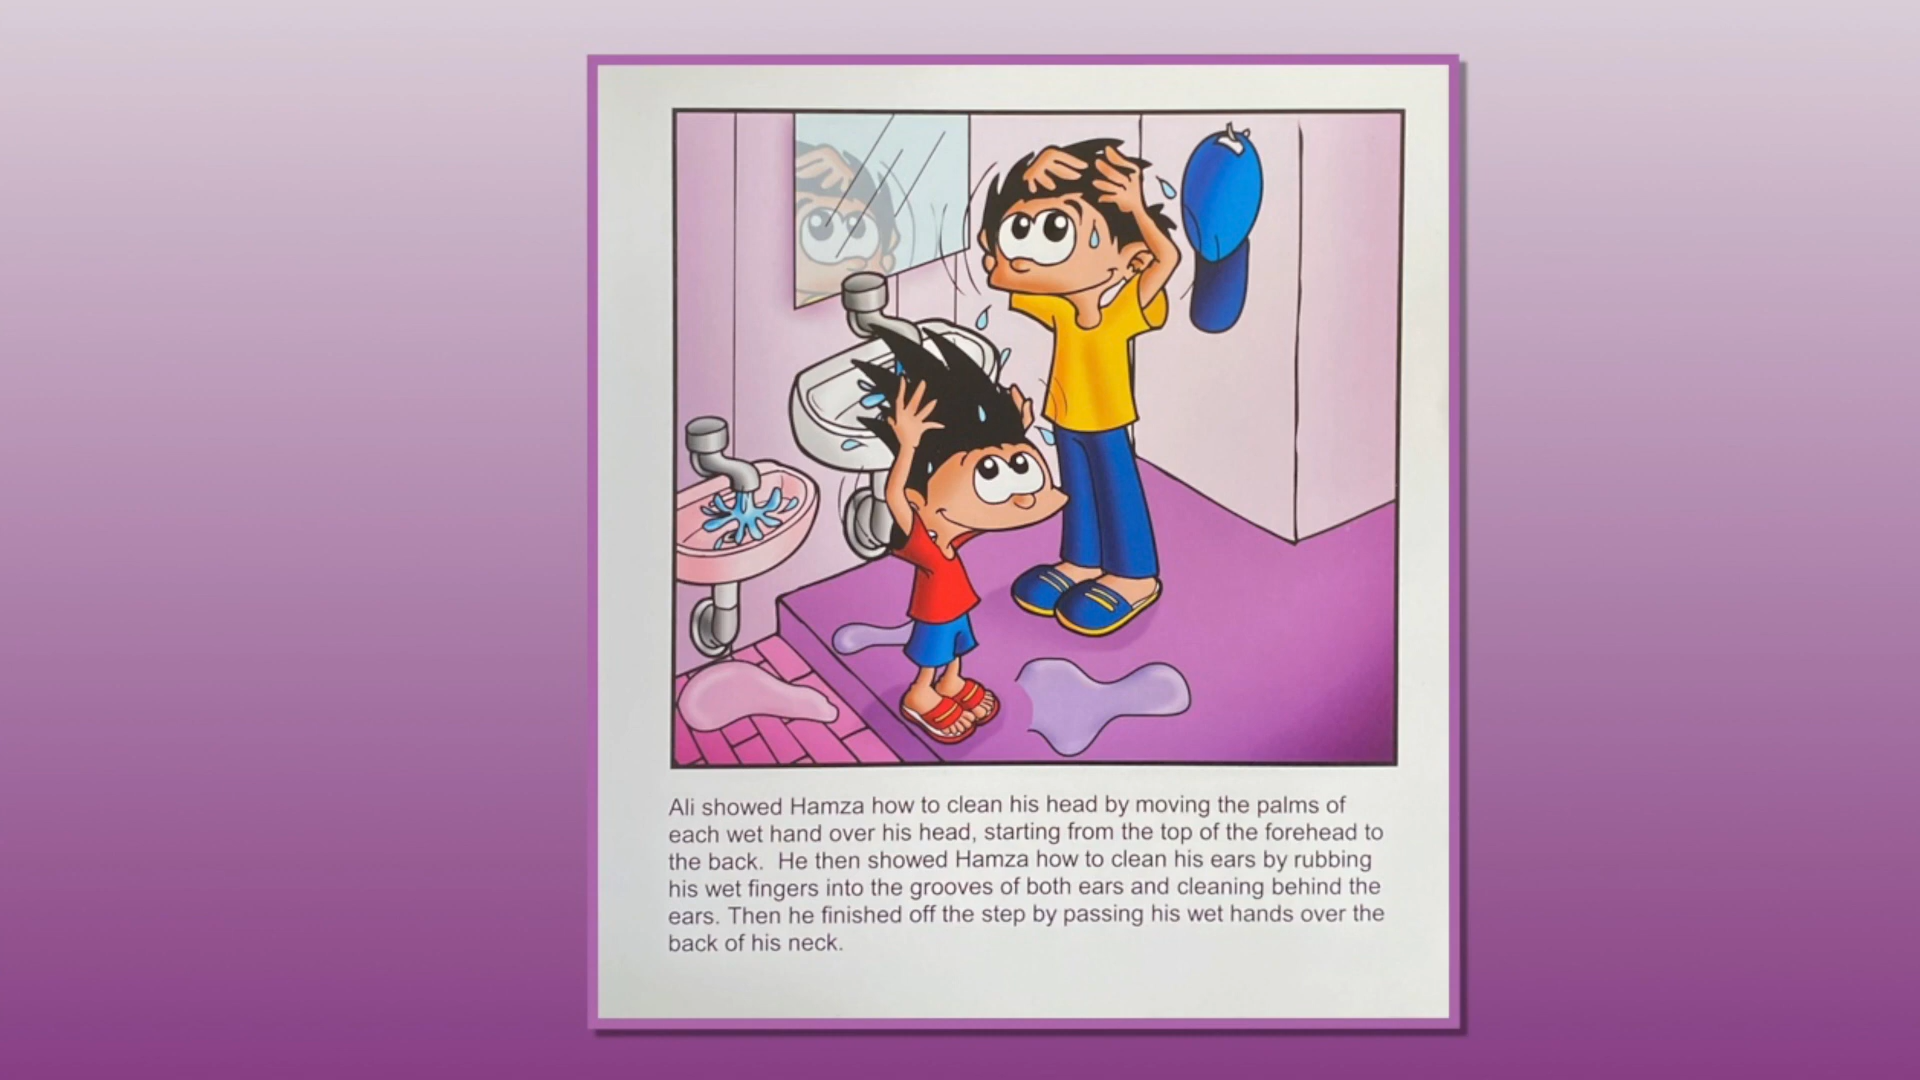 Ali showed Hamza how to clean his head by moving the palms of
each wet hand over his head, starting from the top of the forehead to
the back.  He then showed Hamza how to clean his ears by rubbing
his wet fingers into the grooves of both ears and cleaning behind the
ears. Then he finished off the step by passing his wet hands over the
back of his neck.